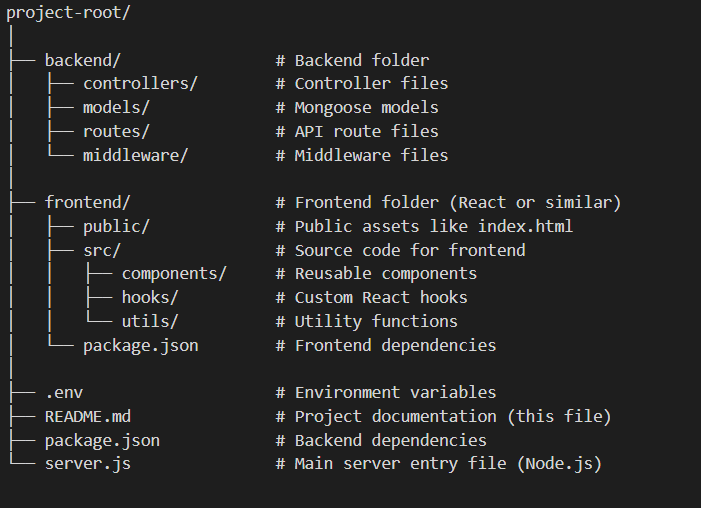 project-root/
│
├── backend/                # Backend folder
│   ├── controllers/        # Controller files
│   ├── models/             # Mongoose models
│   ├── routes/             # API route files
│   └── middleware/         # Middleware files
│
├── frontend/               # Frontend folder (React or similar)
│   ├── public/             # Public assets like index.html
│   ├── src/                # Source code for frontend
│   │   ├── components/     # Reusable components
│   │   ├── hooks/          # Custom React hooks
│   │   └── utils/          # Utility functions
│   └── package.json        # Frontend dependencies
│
├── .env                    # Environment variables
├── README.md               # Project documentation (this file)
├── package.json            # Backend dependencies
└── server.js               # Main server entry file (Node.js)